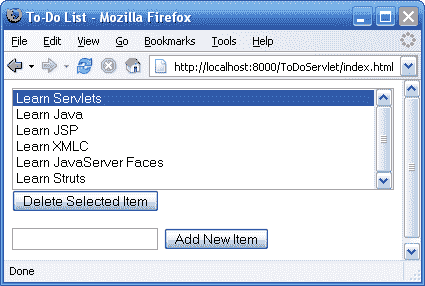 To-Do List - Mozilla Firefox
File Edit View Go Bookmarks Tools Help
http://localhost:8000/ToDoServlet/index.html
Learn Servlets
Learn Java
Learn JSP
Learn XMLC
Learn JavaServer Faces
Learn Struts
Delete Selected Item
Add New Item
Done